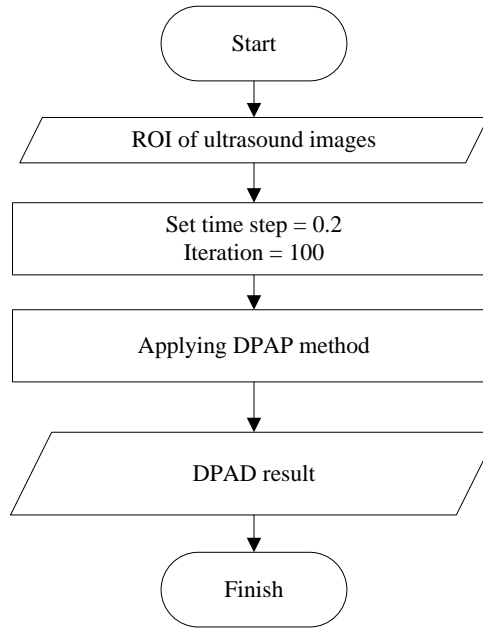 Start
ROI of ultrasound images
Set time step = 0.2
Iteration = 100
Applying DPAP method
DPAD result
Finish